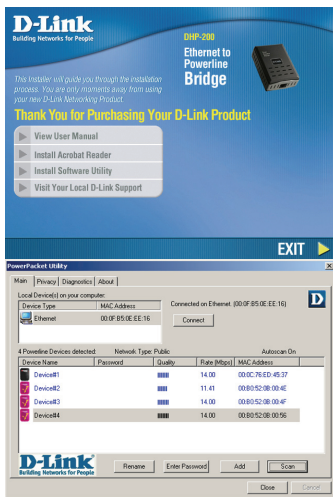 D-Link
Building Networks for People
DHP-200
Ethernet to
Powerline
Bridge
This Installer will guide you through the installation
process. You are only moments away from using
your new D-Link Networking Product.
Thank You for Purchasing Your D-Link Product
View User Manual
Install Acrobat Reader
Install Software Utility
Visit Your Local D-Link Support
EXIT
PowerPacket Utility
Main Privacy Diagnostics About
Local Device(s) on your computer:
Device Type MAC Address
Ethernet 00:0F:B5:0E:EE:16
Connected on Ethernet (00:0F:B5:0E:EE:16)
D
Connect
4 Powerline Devices detected: Network Type: Public Autoscan On
Device Name Password Quality Rate (Mbps) MAC Address
Device#1 14.00 00:0C:76:ED:45:37
Device#2 11.41 00:B0:52:0B:00:4E
Device#3 14.00 00:B0:52:0B:00:4F
Device#4 14.00 00:B0:52:0B:00:56
D-Link
Building Networks for People
Rename Enter Password Add Scan
Close Cancel